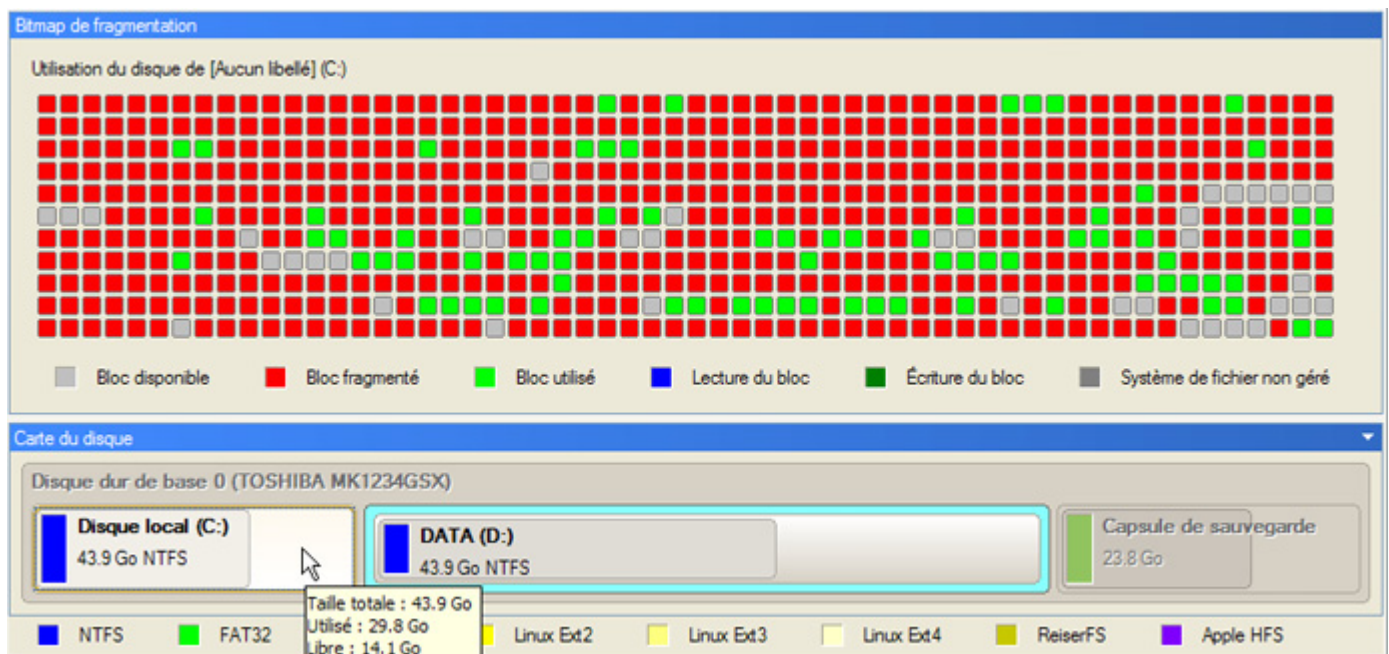 Bitmap de fragmentation
Utilisation du disque de [Aucun libellé] (C:)
Bloc disponible Bloc fragmenté Bloc utilisé Lecture du bloc Écriture du bloc Système de fichier non géré
Carte du disque
Disque dur de base 0 (TOSHIBA MK1234GSX)
Disque local (C:)
43.9 Go NTFS
DATA (D:)
43.9 Go NTFS
Capsule de sauvegarde
23.8 Go
Taille totale : 43.9 Go
Utilisé : 29.8 Go
Libre : 14.1 Go
NTFS FAT32 Linux Ext2 Linux Ext3 Linux Ext4 ReiserFS Apple HFS